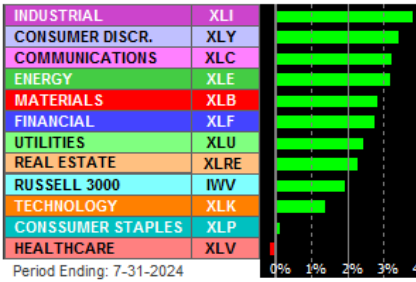 INDUSTRIAL XLI
CONSUMER DISCR. XLY
COMMUNICATIONS XLC
ENERGY XLE
MATERIALS XLB
FINANCIAL XLF
UTILITIES XLU
REAL ESTATE XLRE
RUSSELL 3000 IWV
TECHNOLOGY XLK
CONSSUMER STAPLES XLP
HEALTHCARE XLV
0% 1% 2% 3% 4
Period Ending: 7-31-2024